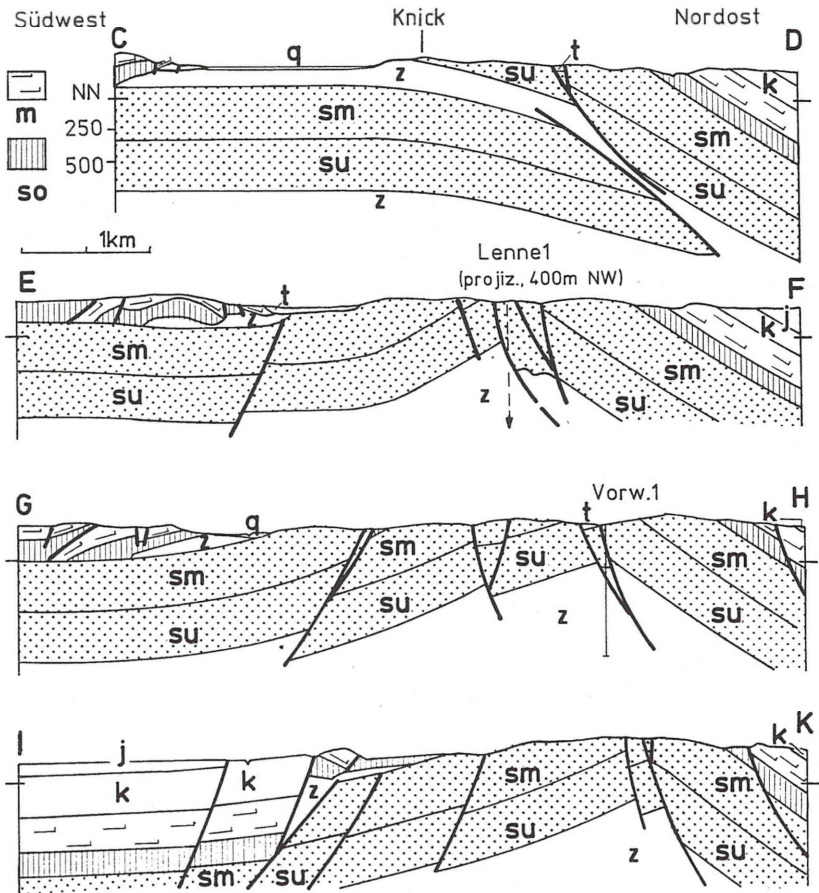 Südwest Knick Nordost
C D
q t
z su k
m NN
sm sm
250
su su
500
so z
1km
Lenne1
(projiz., 400m NW)
E F
t j
z k
sm sm
su z su
G Vorw.1 H
q t k
z sm
sm su sm
su su
z
I K
j k
k k
z sm sm
su
sm su z su